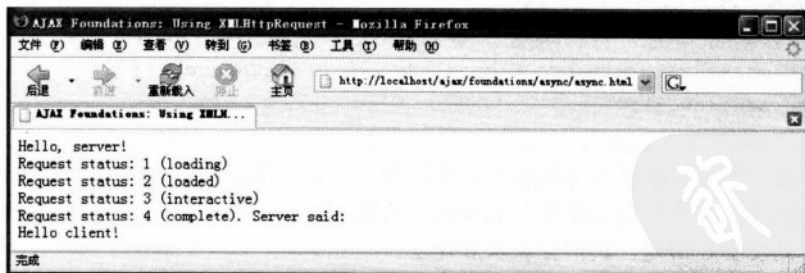 AJAX Foundations: Using XMLHttpRequest - Mozilla Firefox
文件 (F) 编辑 (E) 查看 (V) 转到 (G) 书签 (B) 工具 (T) 帮助 (H)
后退 前进 重新载入 停止 主页 http://localhost/ajax/foundations/async/async.html
AJAX Foundations: Using XMLH...
Hello, server!
Request status: 1 (loading)
Request status: 2 (loaded)
Request status: 3 (interactive)
Request status: 4 (complete). Server said:
Hello client!
完成